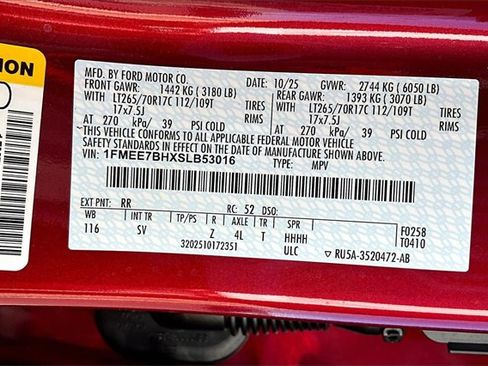 ION
MFD. BY FORD MOTOR CO. 10/25 GVWR: 2744 KG ( 6050 LB)
FRONT GAWR: 1442 KG ( 3180 LB) REAR GAWR: 1393 KG ( 3070 LB)
WITH LT265/70R17C 112/109T TIRES WITH LT265/70R17C 112/109T TIRES
17x7.5J RIMS 17x7.5J RIMS
AT 270 kPa/ 39 PSI COLD AT 270 kPa/ 39 PSI COLD
THIS VEHICLE CONFORMS TO ALL APPLICABLE FEDERAL MOTOR VEHICLE
SAFETY STANDARDS IN EFFECT ON THE DATE OF MANUFACTURE SHOWN ABOVE.
VIN: 1FMEE7BHXSLB53016 TYPE: MPV
EXT PNT: RR RC: 52 DSO:
WB INT TR TP/PS R AXLE TR SPR F0258
116 SV Z 4L T HHHH T0410
3202510172351 ULC ▽ RU5A-3520472-AB